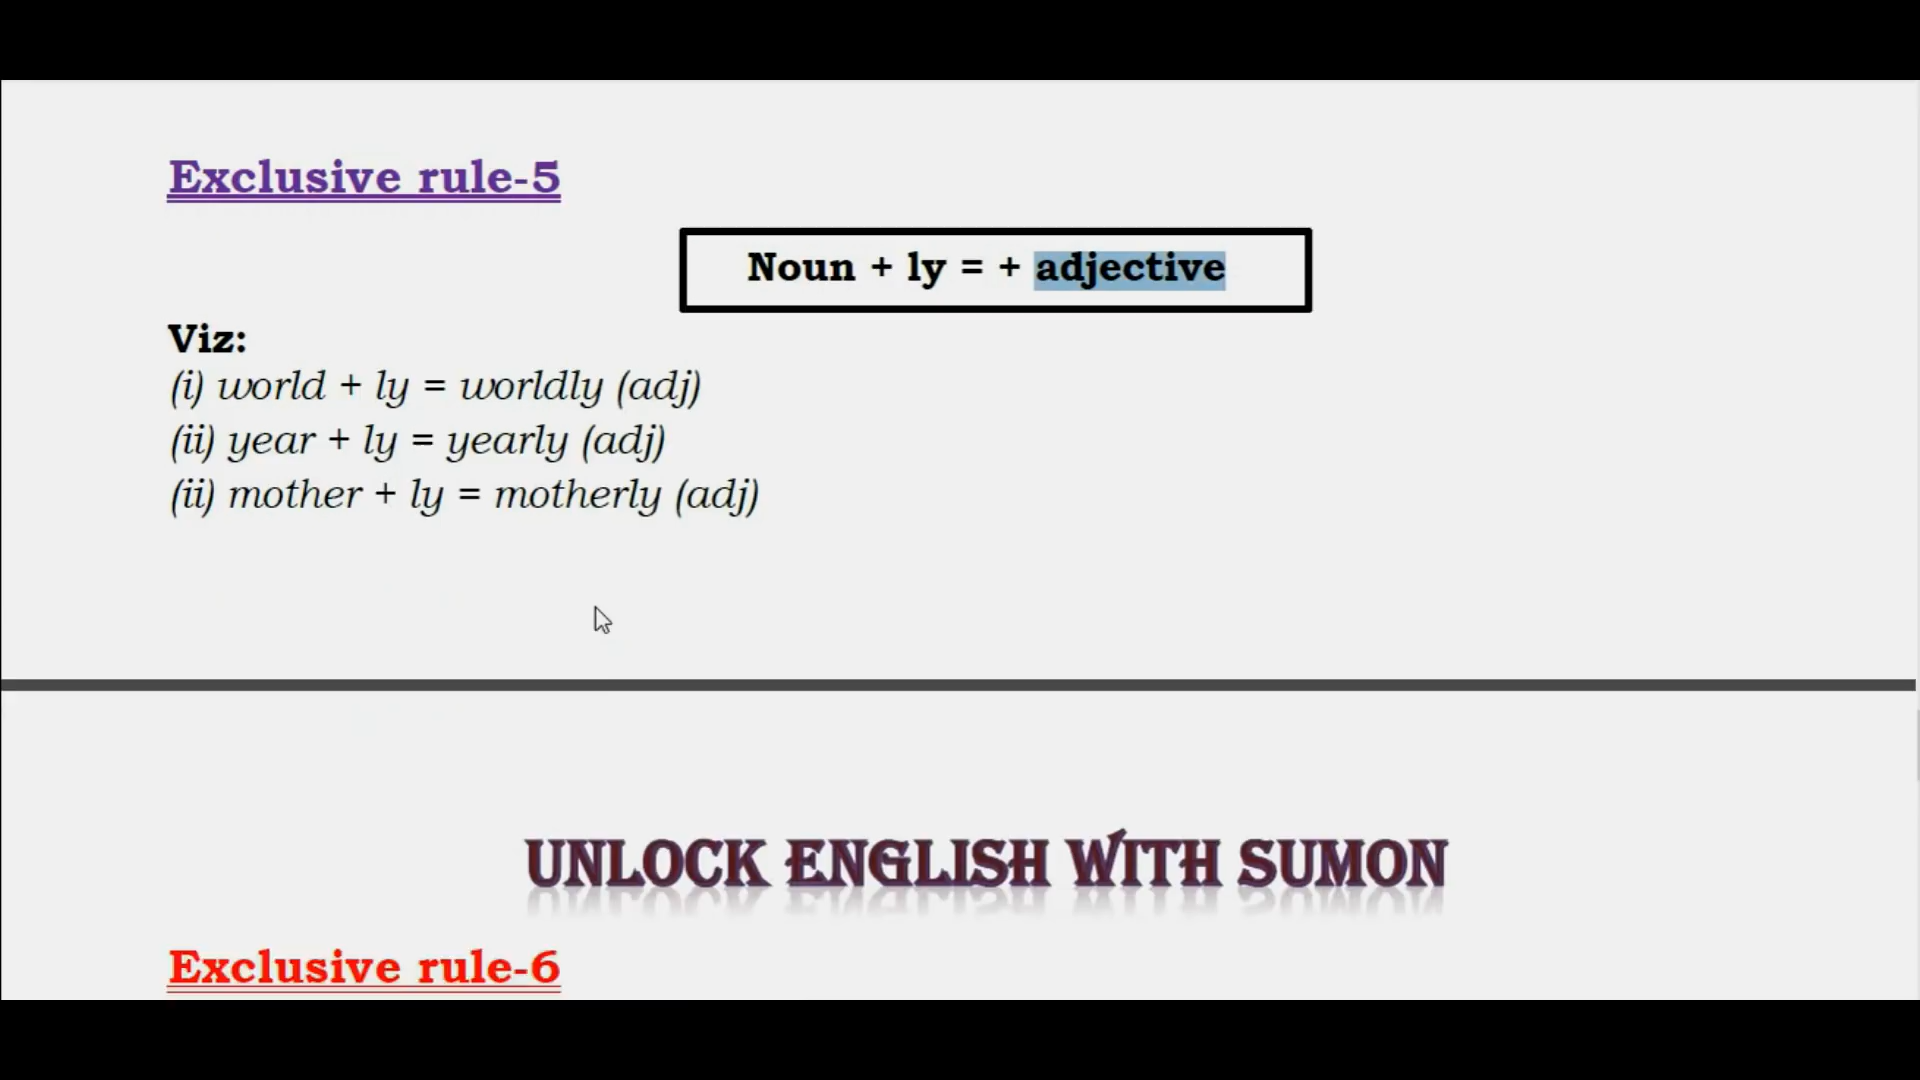 Exclusive rule-5
Noun + ly = + adjective
Viz:
(i) world + ly = worldly (adj)
(ii) year + ly = yearly (adj)
(ii) mother + ly = motherly (adj)
UNLOCK ENGLISH WITH SUMON
Exclusive rule-6